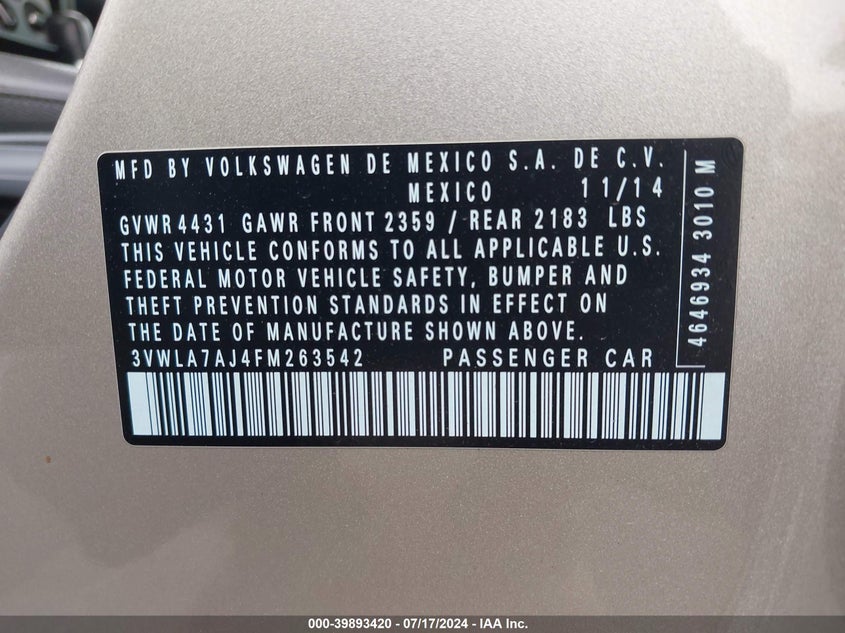 MFD BY VOLKSWAGEN DE MEXICO S.A. DE C.V.
MEXICO 11/14
GVWR 4431 GAWR FRONT 2359 / REAR 2183 LBS
THIS VEHICLE CONFORMS TO ALL APPLICABLE U.S.
FEDERAL MOTOR VEHICLE SAFETY, BUMPER AND
THEFT PREVENTION STANDARDS IN EFFECT ON
THE DATE OF MANUFACTURE SHOWN ABOVE.
3VWLA7AJ4FM263542 PASSENGER CAR
4646934 3010 M
000-39893420 - 07/17/2024 - IAA Inc.